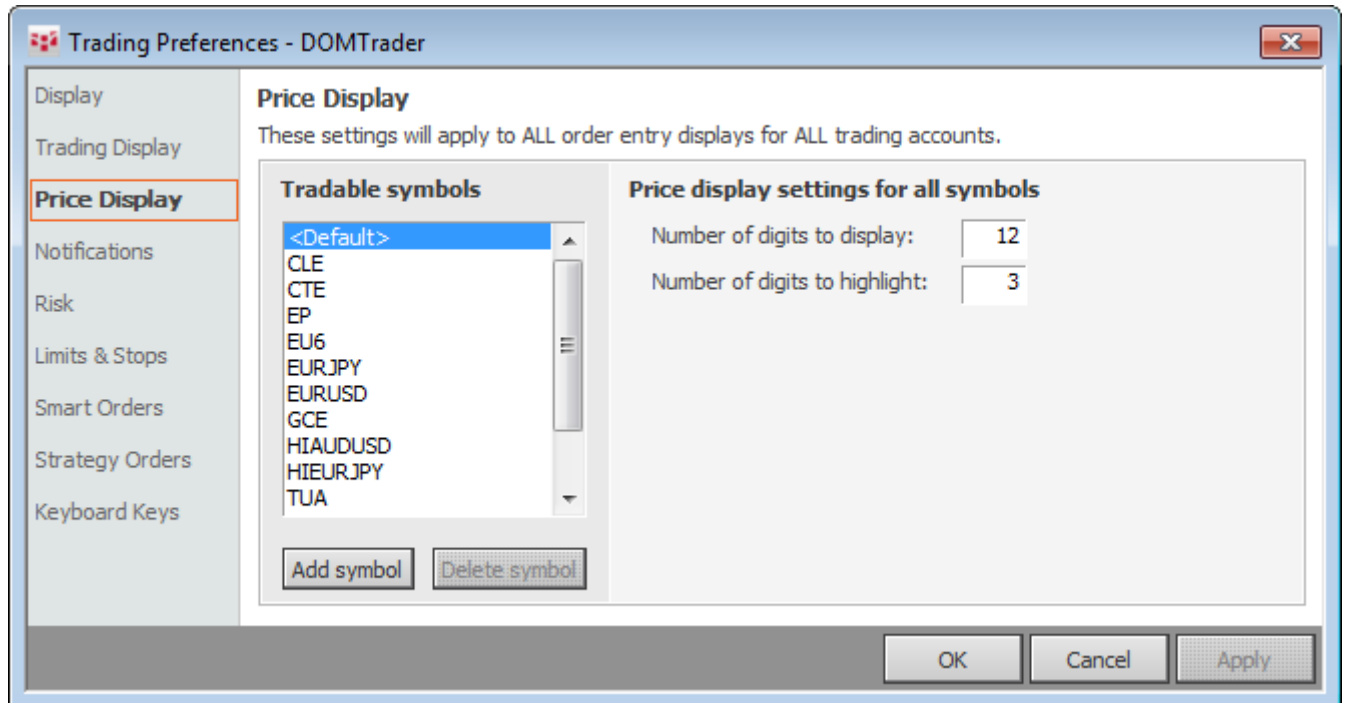 Trading Preferences - DOMTrader
Display
Trading Display
Price Display
Notifications
Risk
Limits & Stops
Smart Orders
Strategy Orders
Keyboard Keys
Price Display
These settings will apply to ALL order entry displays for ALL trading accounts.
Tradable symbols
<Default>
CLE
CTE
EP
EU6
EURJPY
EURUSD
GCE
HIAUDUSD
HIEURJPY
TUA
Add symbol
Delete symbol
Price display settings for all symbols
Number of digits to display: 12
Number of digits to highlight: 3
OK
Cancel
Apply